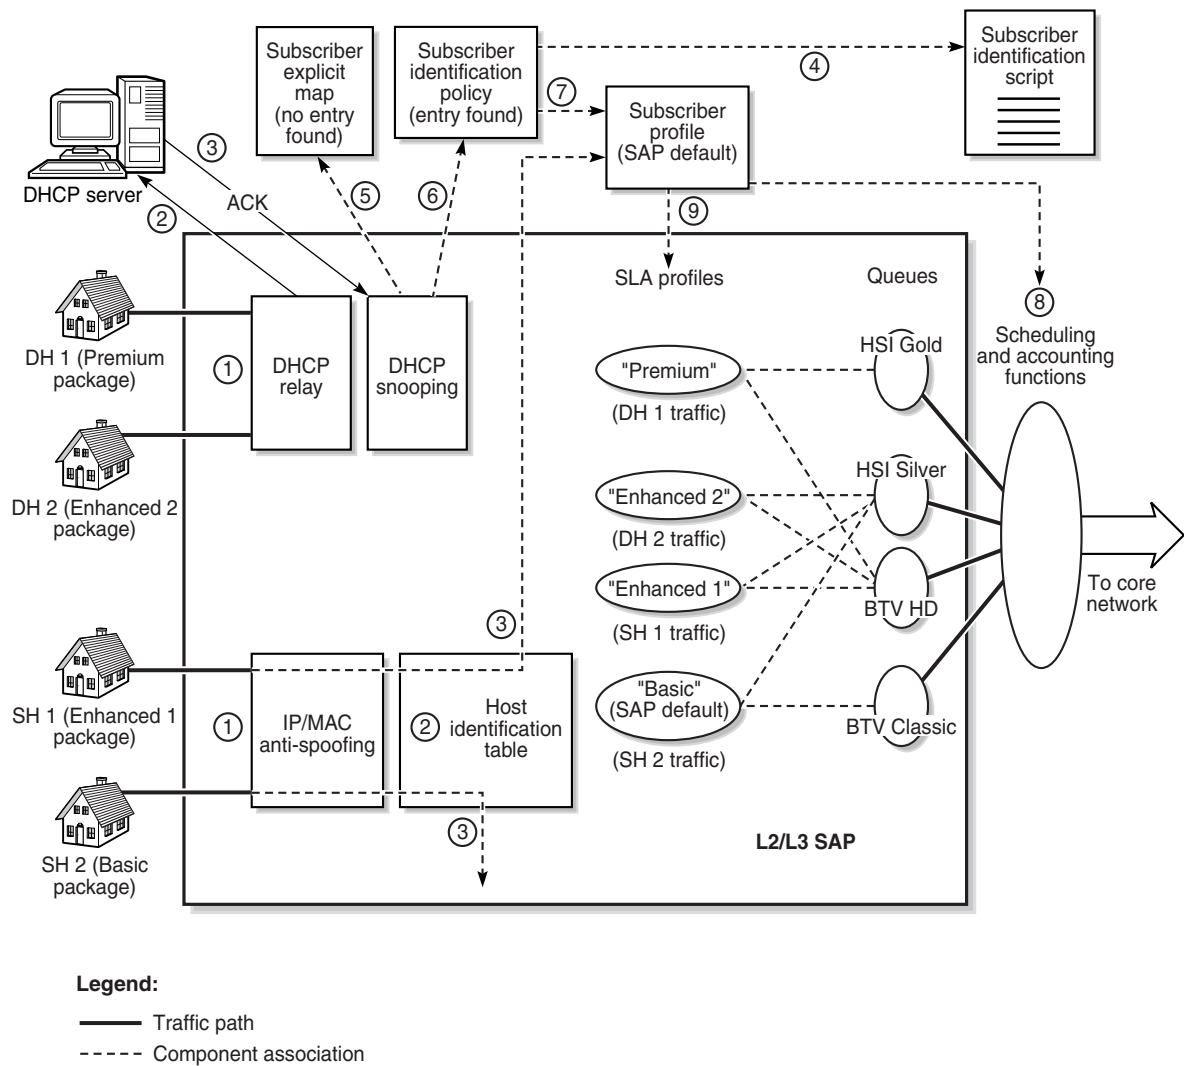 Subscriber
explicit
map
(no entry
found)
Subscriber
identification
policy
(entry found)
4
Subscriber
identification
script
7
Subscriber
profile
(SAP default)
3
DHCP server
ACK
2
5
6
9
SLA profiles
Queues
8
Scheduling
and accounting
functions
DH 1 (Premium
package)
1
DHCP
relay
DHCP
snooping
"Premium"
(DH 1 traffic)
HSI Gold
DH 2 (Enhanced 2
package)
"Enhanced 2"
(DH 2 traffic)
HSI Silver
"Enhanced 1"
(SH 1 traffic)
BTV HD
To core
network
3
SH 1 (Enhanced 1
package)
1
IP/MAC
anti-spoofing
2
Host
identification
table
"Basic"
(SAP default)
(SH 2 traffic)
BTV Classic
3
SH 2 (Basic
package)
L2/L3 SAP
Legend:
Traffic path
Component association